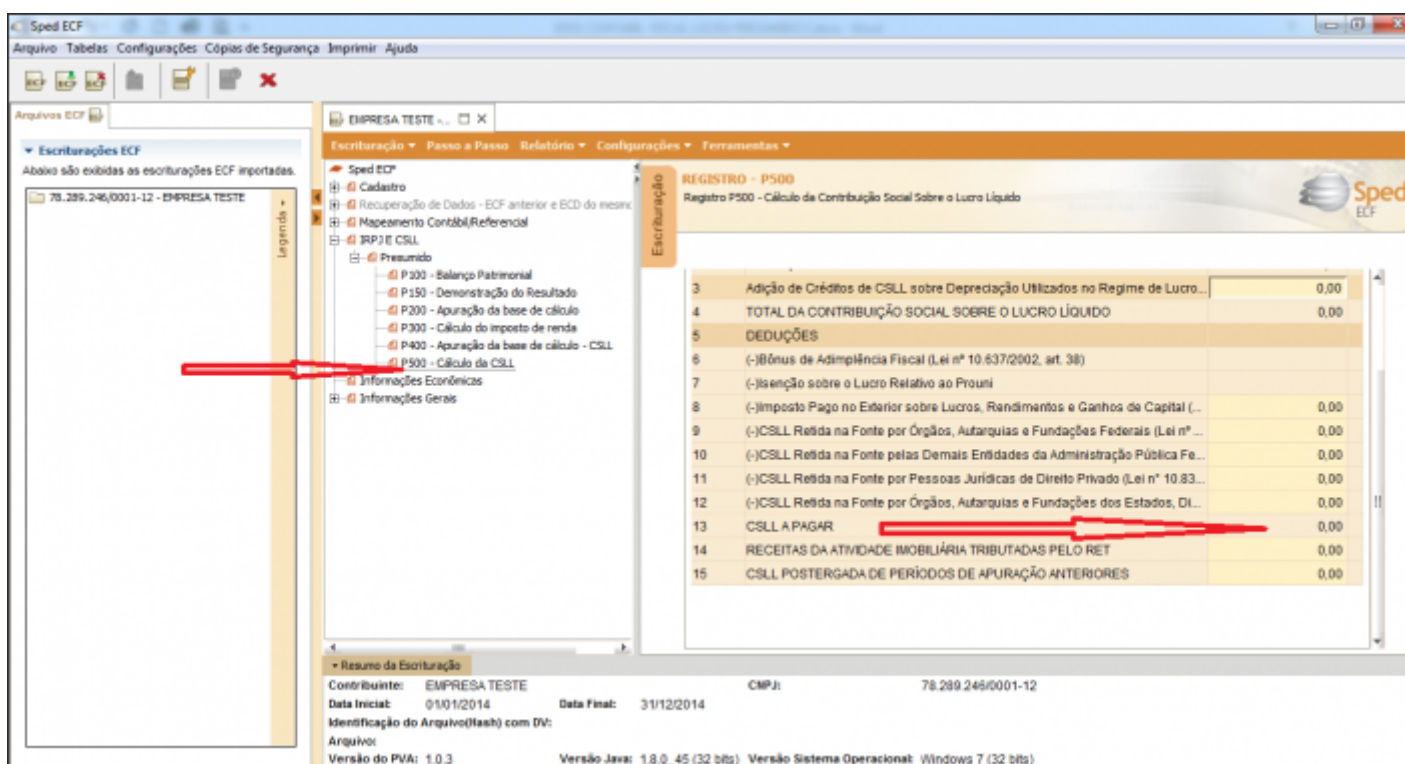 Sped ECF
Arquivo Tabelas Configurações Cópias de Segurança Imprimir Ajuda
Arquivos ECF
Escriturações ECF
Abaixo são exibidas as escriturações ECF importadas.
78.289.246/0001-12 - EMPRESA TESTE
Legenda
EMPRESA TESTE -...
Escrituração Passo a Passo Relatório Configurações Ferramentas
Sped ECF
Cadastro
Recuperação de Dados - ECF anterior e ECD do mesmo
Mapeamento Contábil/Referencial
IRPJ E CSLL
Presumido
P100 - Balanço Patrimonial
P150 - Demonstração do Resultado
P200 - Apuração da base de cálculo
P300 - Cálculo do imposto de renda
P400 - Apuração da base de cálculo - CSLL
P500 - Cálculo da CSLL
Informações Econômicas
Informações Gerais
Escrituração
REGISTRO - P500
Registro P500 - Cálculo da Contribuição Social Sobre o Lucro Líquido
Sped
ECF
3 Adição de Créditos de CSLL sobre Depreciação Utilizados no Regime de Lucro... 0,00
4 TOTAL DA CONTRIBUIÇÃO SOCIAL SOBRE O LUCRO LÍQUIDO 0,00
5 DEDUÇÕES
6 (-)Bônus de Adimplência Fiscal (Lei nº 10.637/2002, art. 38)
7 (-)Isenção sobre o Lucro Relativo ao Prouni
8 (-)Imposto Pago no Exterior sobre Lucros, Rendimentos e Ganhos de Capital (... 0,00
9 (-)CSLL Retida na Fonte por Órgãos, Autarquias e Fundações Federais (Lei nº ... 0,00
10 (-)CSLL Retida na Fonte pelas Demais Entidades da Administração Pública Fe... 0,00
11 (-)CSLL Retida na Fonte por Pessoas Jurídicas de Direito Privado (Lei nº 10.83... 0,00
12 (-)CSLL Retida na Fonte por Órgãos, Autarquias e Fundações dos Estados, Di... 0,00
13 CSLL A PAGAR 0,00
14 RECEITAS DA ATIVIDADE IMOBILIÁRIA TRIBUTADAS PELO RET 0,00
15 CSLL POSTERGADA DE PERÍODOS DE APURAÇÃO ANTERIORES 0,00
Resumo da Escrituração
Contribuinte: EMPRESA TESTE CNPJ: 78.289.246/0001-12
Data Inicial: 01/01/2014 Data Final: 31/12/2014
Identificação do Arquivo(Hash) com DV:
Arquivo:
Versão do PVA: 1.0.3 Versão Java: 1.8.0_45 (32 bits) Versão Sistema Operacional: Windows 7 (32 bits)